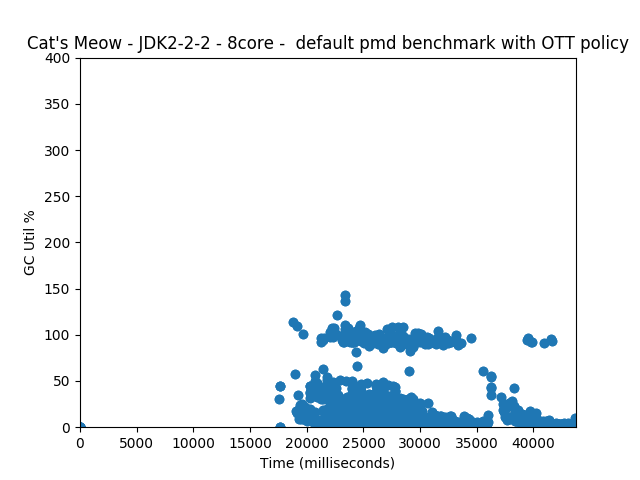 Cat's Meow - JDK2-2-2 - 8core -  default pmd benchmark with OTT policy
400
350
300
250
200
150
100
50
0
GC Util %
0 5000 10000 15000 20000 25000 30000 35000 40000
Time (milliseconds)